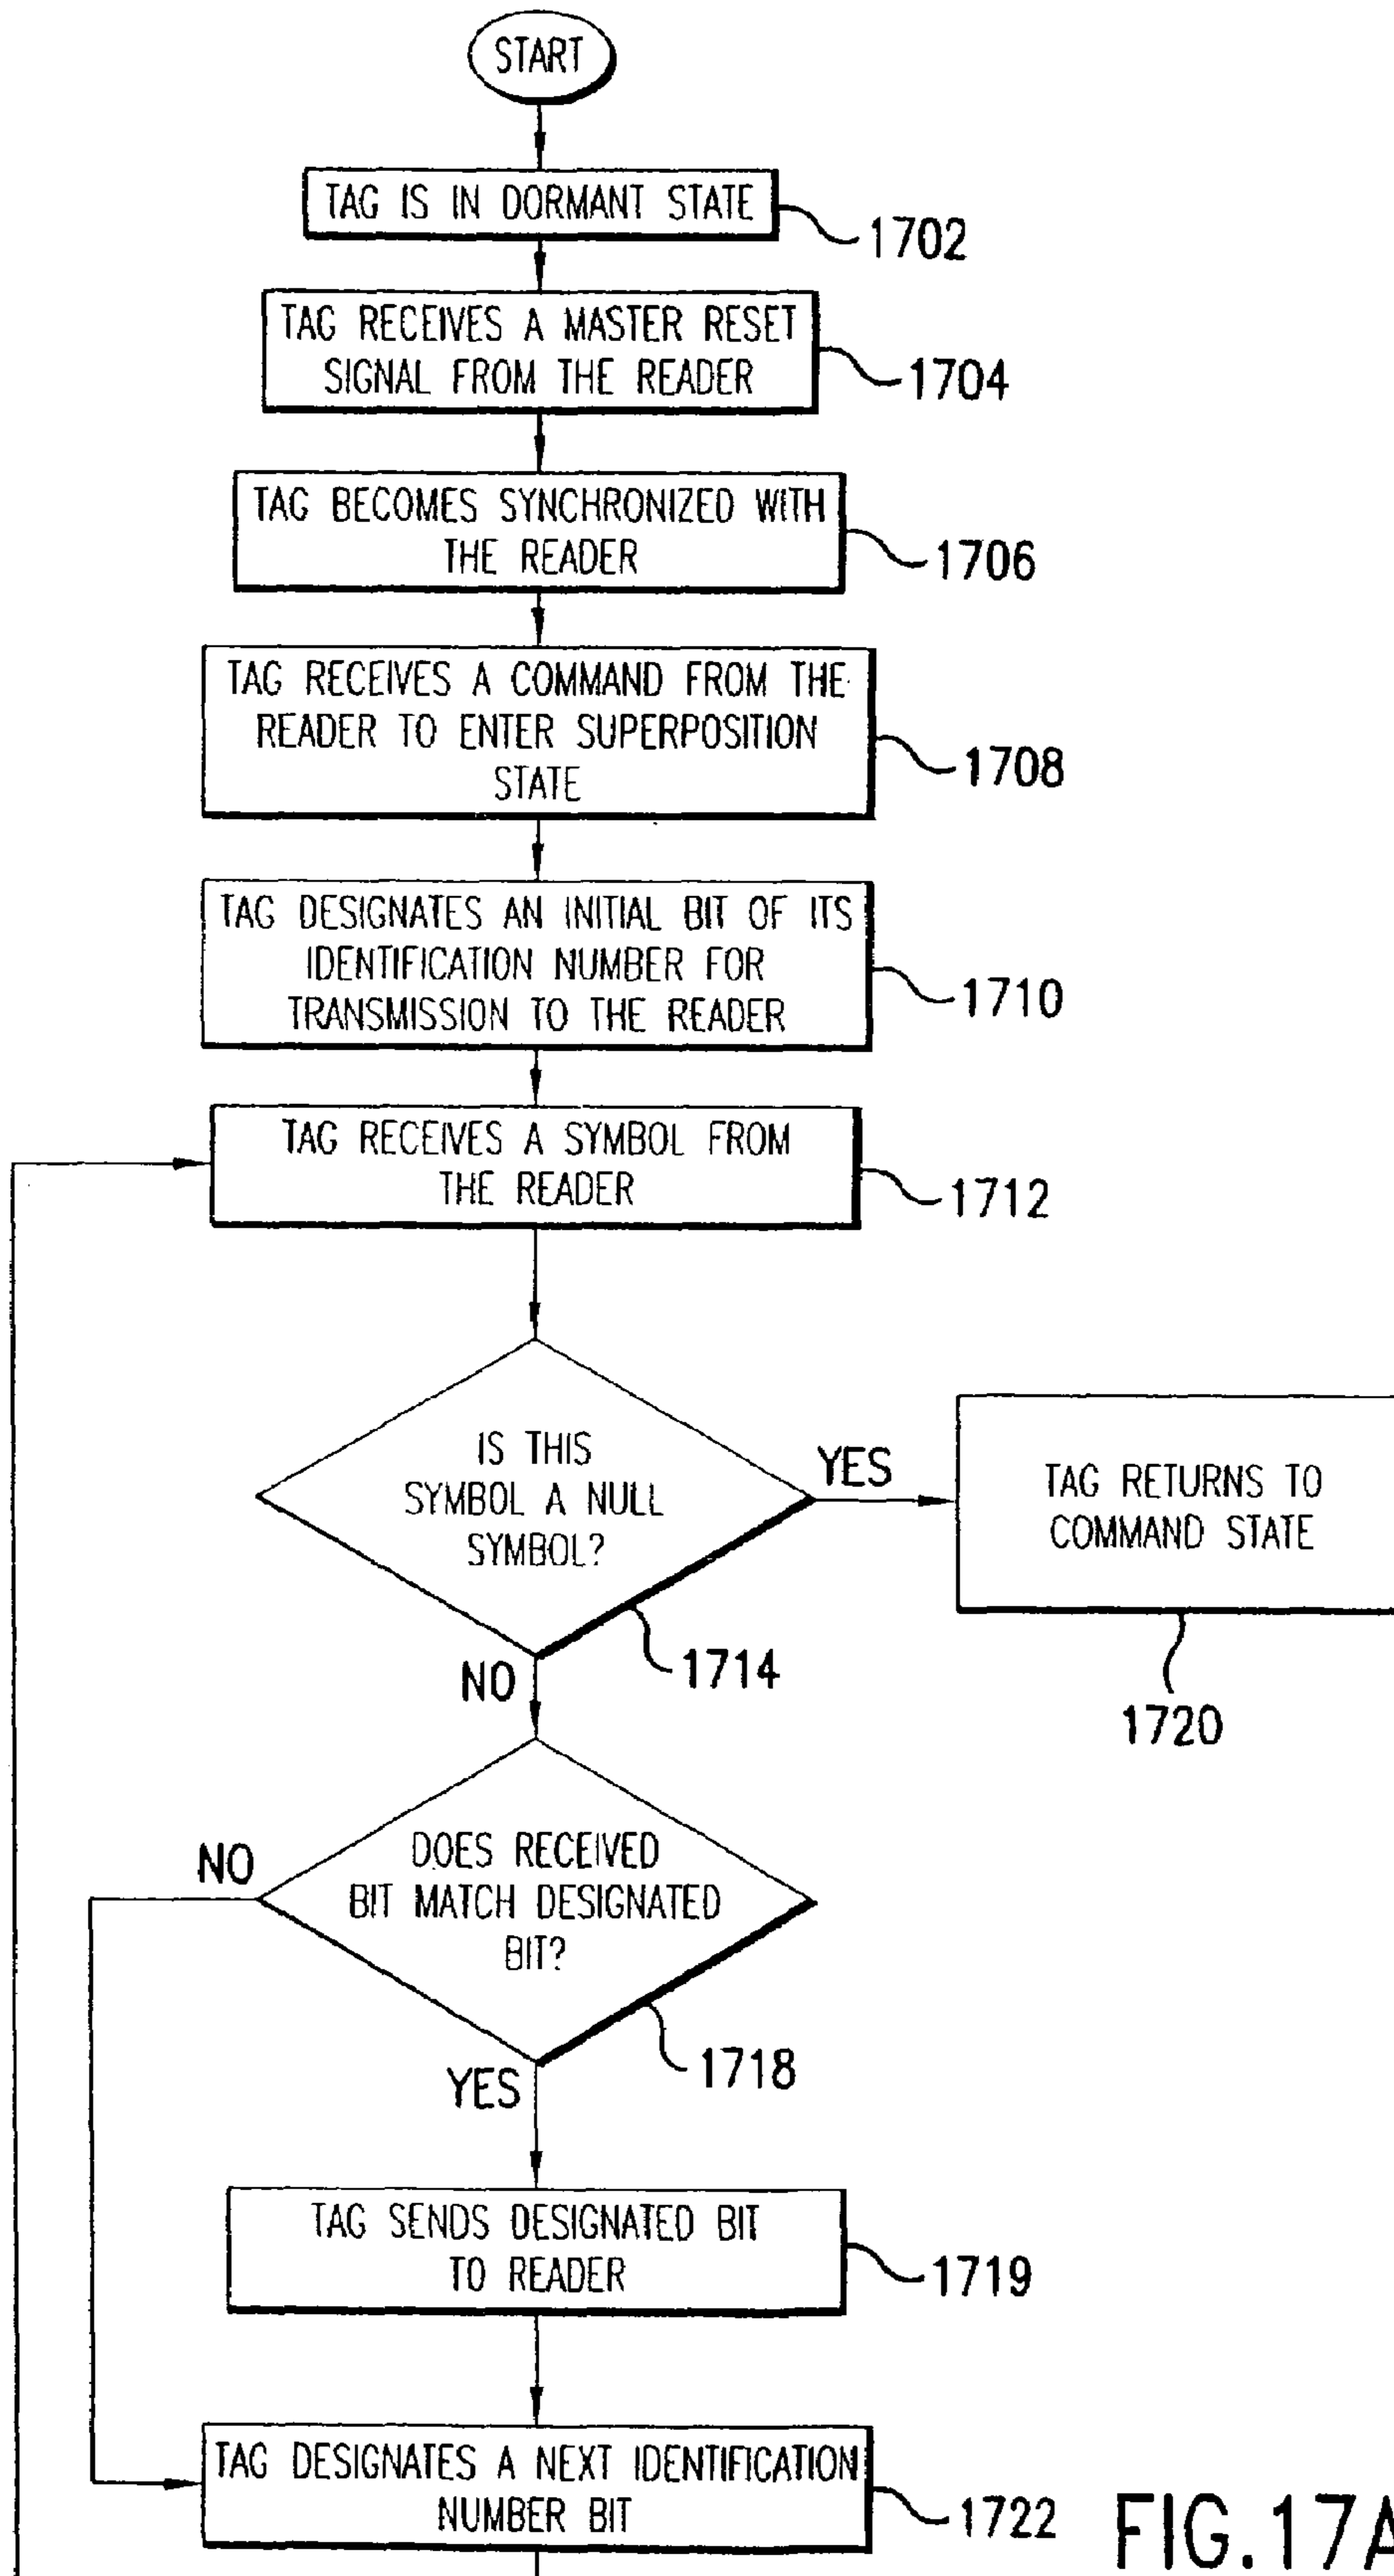 START
TAG IS IN DORMANT STATE
1702
TAG RECEIVES A MASTER RESET
SIGNAL FROM THE READER
1704
TAG BECOMES SYNCHRONIZED WITH
THE READER
1706
TAG RECEIVES A COMMAND FROM THE
READER TO ENTER SUPERPOSITION
STATE
1708
TAG DESIGNATES AN INITIAL BIT OF ITS
IDENTIFICATION NUMBER FOR
TRANSMISSION TO THE READER
1710
TAG RECEIVES A SYMBOL FROM
THE READER
1712
IS THIS
SYMBOL A NULL
SYMBOL?
YES
TAG RETURNS TO
COMMAND STATE
1714
NO
1720
DOES RECEIVED
BIT MATCH DESIGNATED
BIT?
NO
1718
YES
TAG SENDS DESIGNATED BIT
TO READER
1719
TAG DESIGNATES A NEXT IDENTIFICATION
NUMBER BIT
1722
FIG.17A